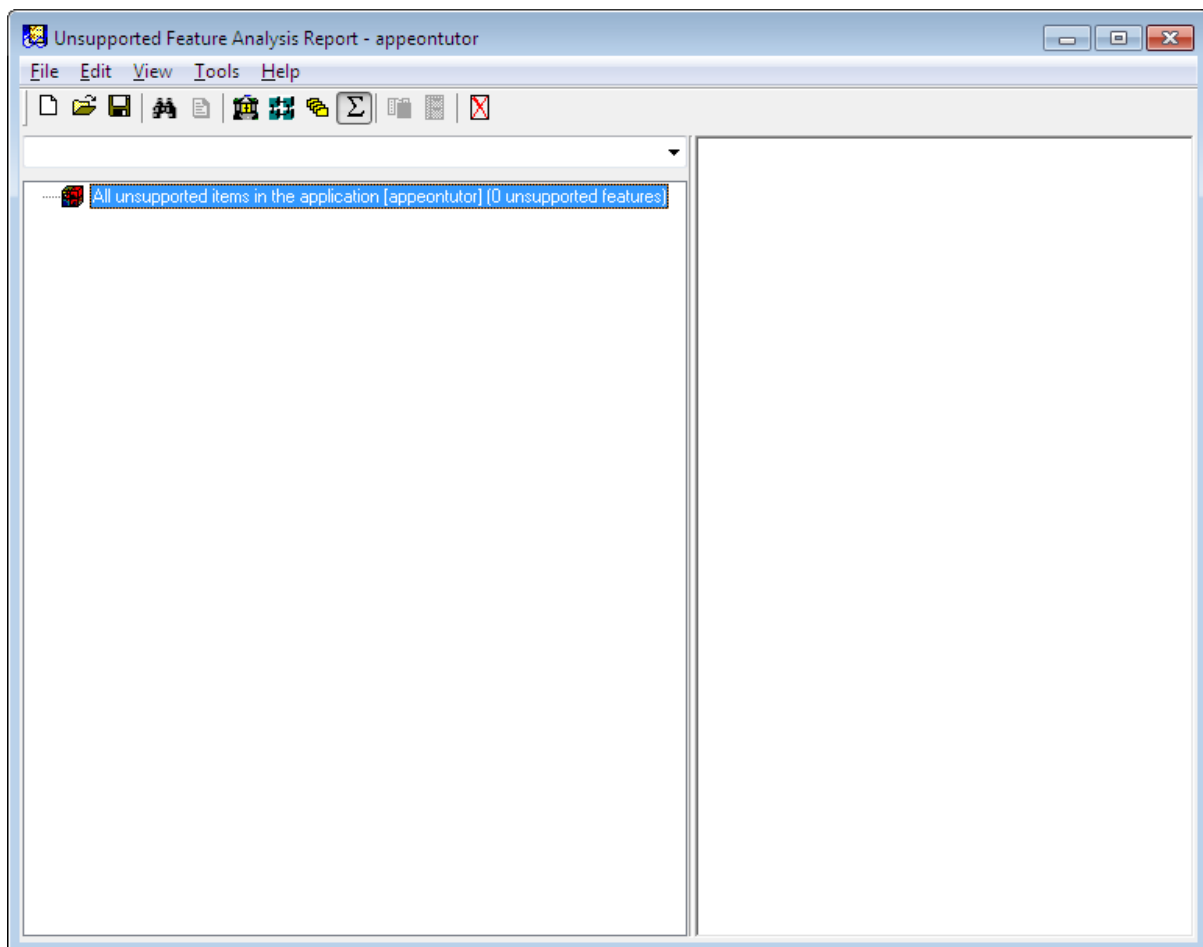 Unsupported Feature Analysis Report - appeontutor
File Edit View Tools Help
Σ
All unsupported items in the application [appeontutor] (0 unsupported features)